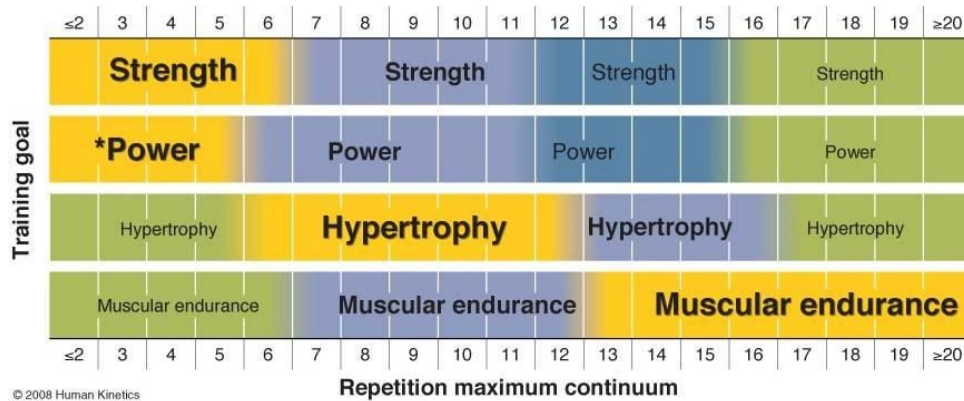 ≤2 3 4 5 6 7 8 9 10 11 12 13 14 15 16 17 18 19 ≥20
Training goal
Strength Strength Strength Strength
*Power Power Power Power
Hypertrophy Hypertrophy Hypertrophy Hypertrophy
Muscular endurance Muscular endurance Muscular endurance
≤2 3 4 5 6 7 8 9 10 11 12 13 14 15 16 17 18 19 ≥20
Repetition maximum continuum
© 2008 Human Kinetics